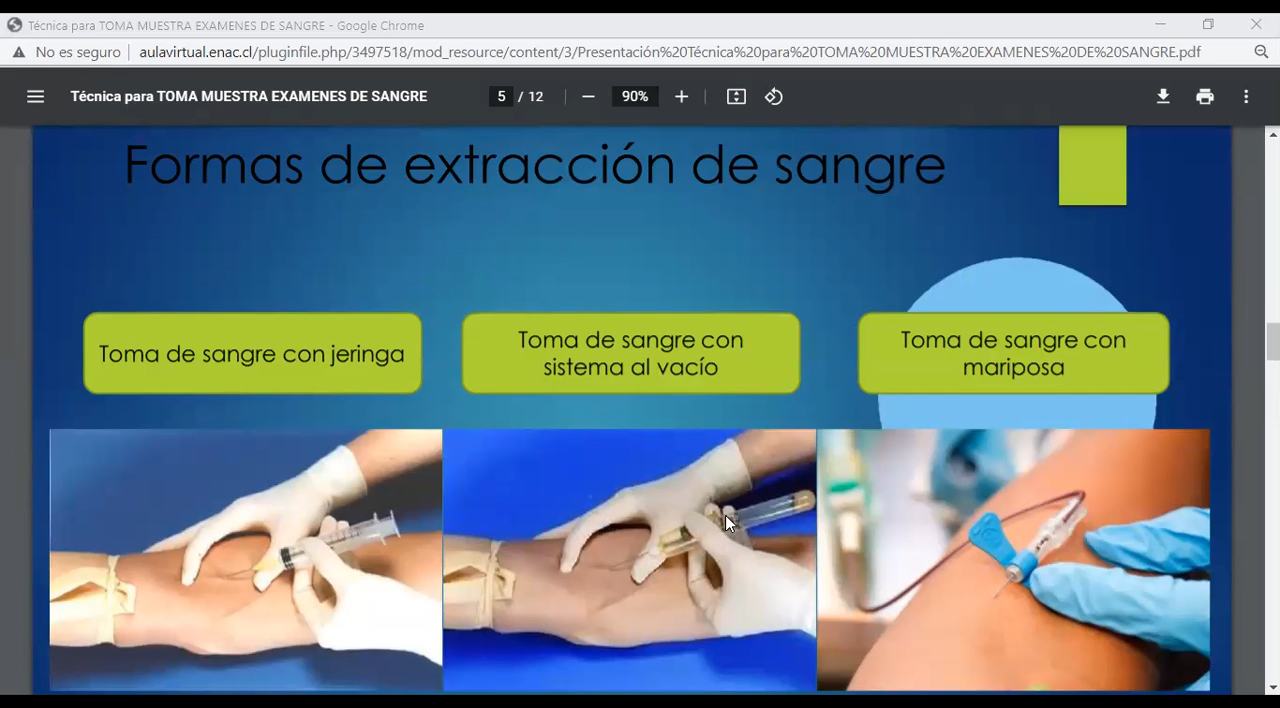 Técnica para TOMA MUESTRA EXAMENES DE SANGRE - Google Chrome
No es seguro aulavirtual.enac.cl/pluginfile.php/3497518/mod_resource/content/3/Presentación%20Técnica%20para%20TOMA%20MUESTRA%20EXAMENES%20DE%20SANGRE.pdf
Técnica para TOMA MUESTRA EXAMENES DE SANGRE 5 / 12 90%
Formas de extracción de sangre
Toma de sangre con jeringa
Toma de sangre con
sistema al vacío
Toma de sangre con
mariposa